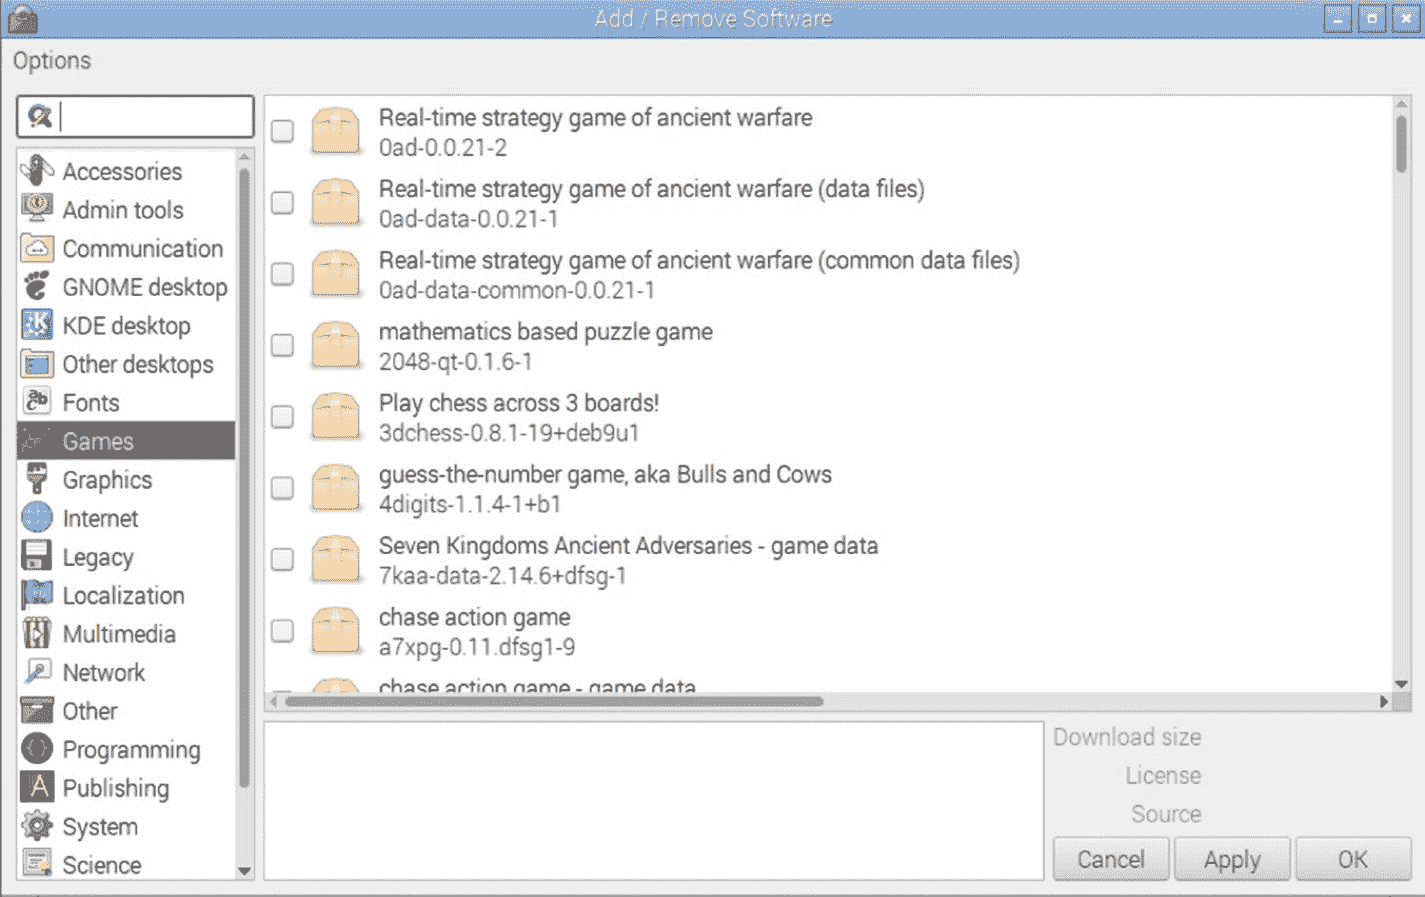 Add / Remove Software
Options
Accessories
Admin tools
Communication
GNOME desktop
KDE desktop
Other desktops
Fonts
Games
Graphics
Internet
Legacy
Localization
Multimedia
Network
Other
Programming
Publishing
System
Science
Real-time strategy game of ancient warfare
0ad-0.0.21-2
Real-time strategy game of ancient warfare (data files)
0ad-data-0.0.21-1
Real-time strategy game of ancient warfare (common data files)
0ad-data-common-0.0.21-1
mathematics based puzzle game
2048-qt-0.1.6-1
Play chess across 3 boards!
3dchess-0.8.1-19+deb9u1
guess-the-number game, aka Bulls and Cows
4digits-1.1.4-1+b1
Seven Kingdoms Ancient Adversaries - game data
7kaa-data-2.14.6+dfsg-1
chase action game
a7xpg-0.11.dfsg1-9
chase action game - game data
Download size
License
Source
Cancel
Apply
OK